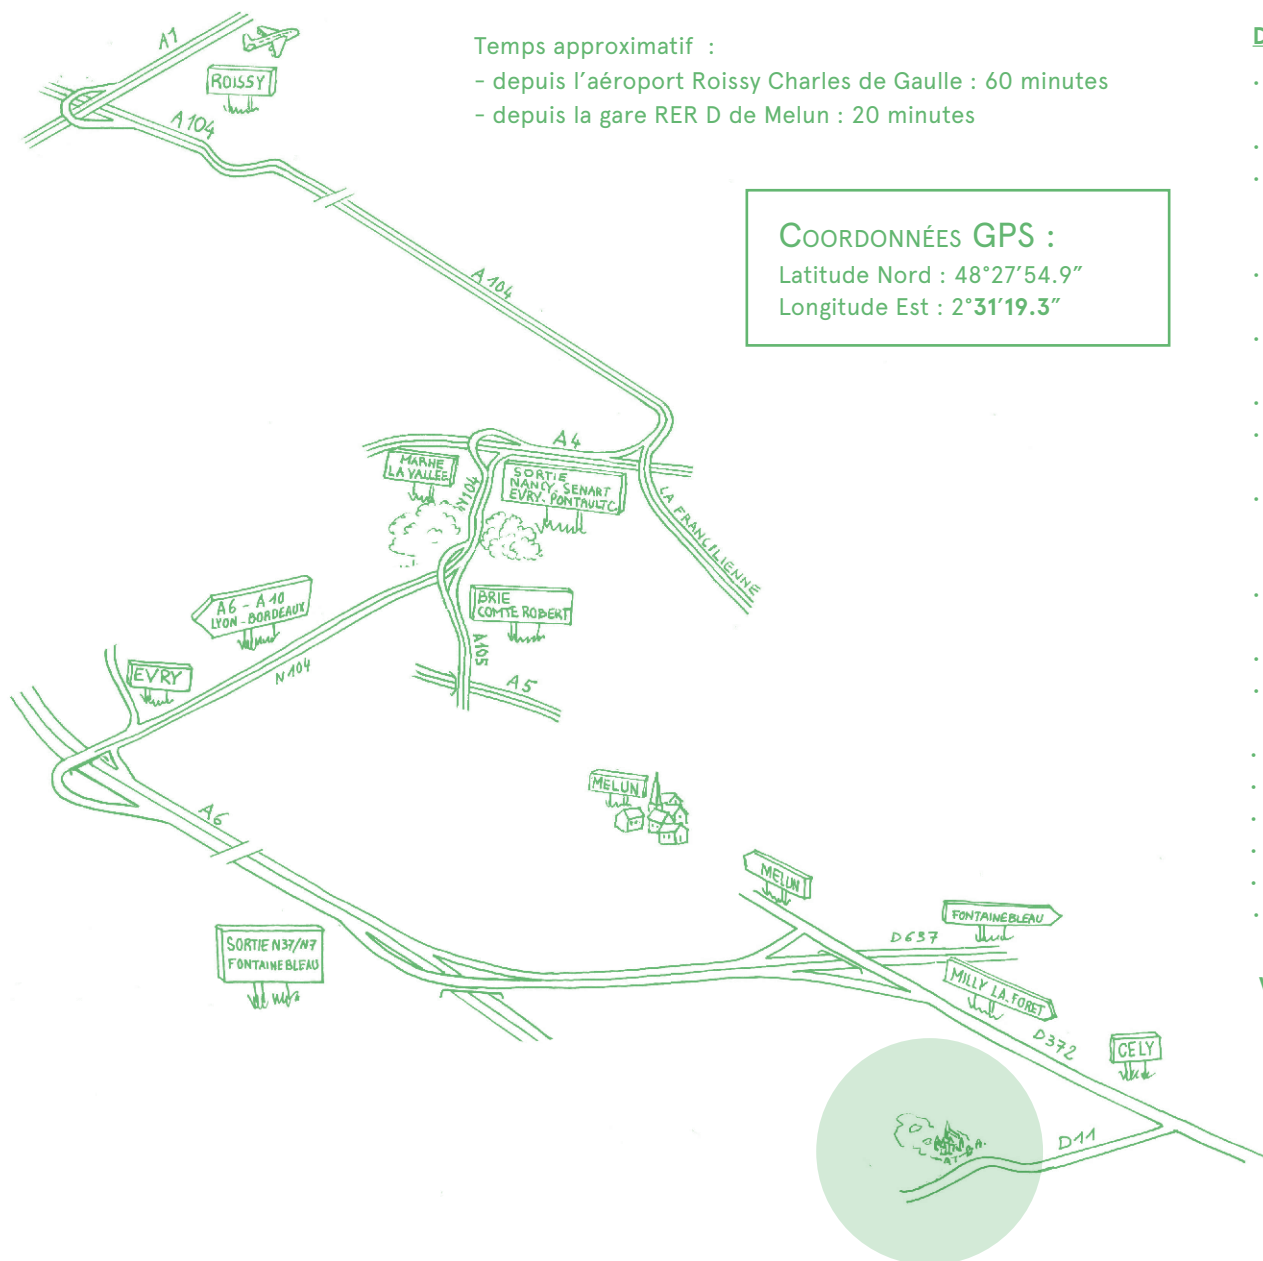 A1
ROISSY
A 104
Temps approximatif :
- depuis l'aéroport Roissy Charles de Gaulle : 60 minutes
- depuis la gare RER D de Melun : 20 minutes
COORDONNÉES GPS :
Latitude Nord : 48°27'54.9"
Longitude Est : 2°31'19.3"
A 104
A4
MARNE
LA VALLÉE
N104
SORTIE
NANCY-SENART
EVRY-PONTAULT C
LA FRANCILIENNE
A6 - A10
LYON-BORDEAUX
BRIE
COMTE ROBERT
A105
EVRY
N104
A5
A6
MELUN
MELUN
SORTIE N37/N7
FONTAINEBLEAU
D637
FONTAINEBLEAU
MILLY LA-FORET
D372
CELY
D11